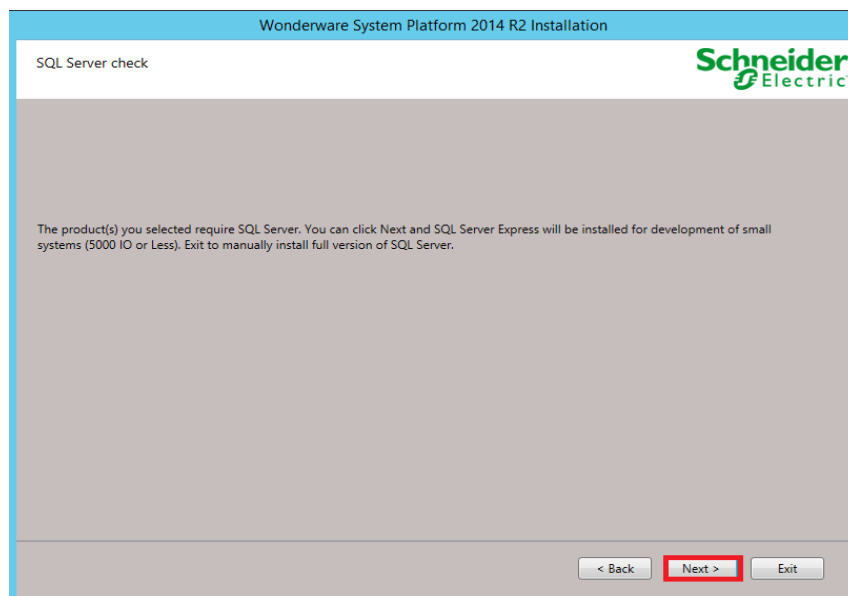 Wonderware System Platform 2014 R2 Installation
SQL Server check
Schneider
Electric
The product(s) you selected require SQL Server. You can click Next and SQL Server Express will be installed for development of small
systems (5000 IO or Less). Exit to manually install full version of SQL Server.
< Back
Next >
Exit